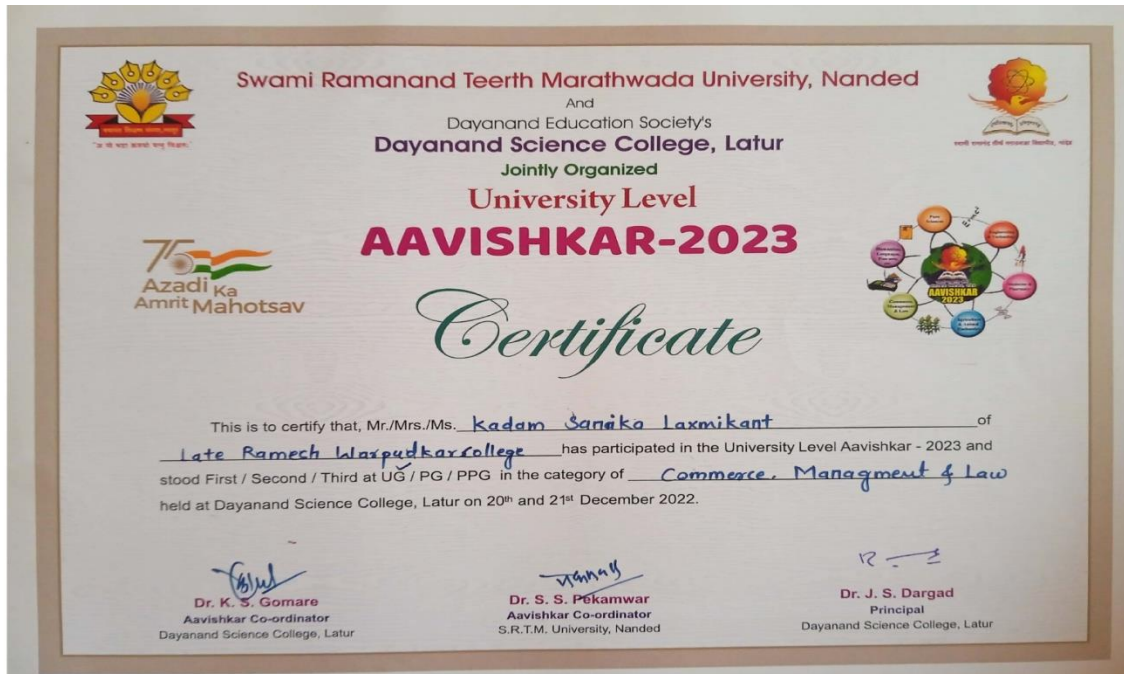 Swami Ramanand Teerth Marathwada University, Nanded
And
Dayanand Education Society's
Dayanand Science College, Latur
Jointly Organized
University Level
AAVISHKAR-2023
75
Azadi Ka
Amrit Mahotsav
AAVISHKAR
2023
Certificate
This is to certify that, Mr./Mrs./Ms. Kadam Sanika Laxmikant of
Late Ramech Warpudkar College has participated in the University Level Aavishkar - 2023 and
stood First / Second / Third at UG / PG / PPG in the category of Commerce, Managment & Law
held at Dayanand Science College, Latur on 20th and 21st December 2022.
Dr. K. S. Gomare
Aavishkar Co-ordinator
Dayanand Science College, Latur
Dr. S. S. Pekamwar
Aavishkar Co-ordinator
S.R.T.M. University, Nanded
Dr. J. S. Dargad
Principal
Dayanand Science College, Latur